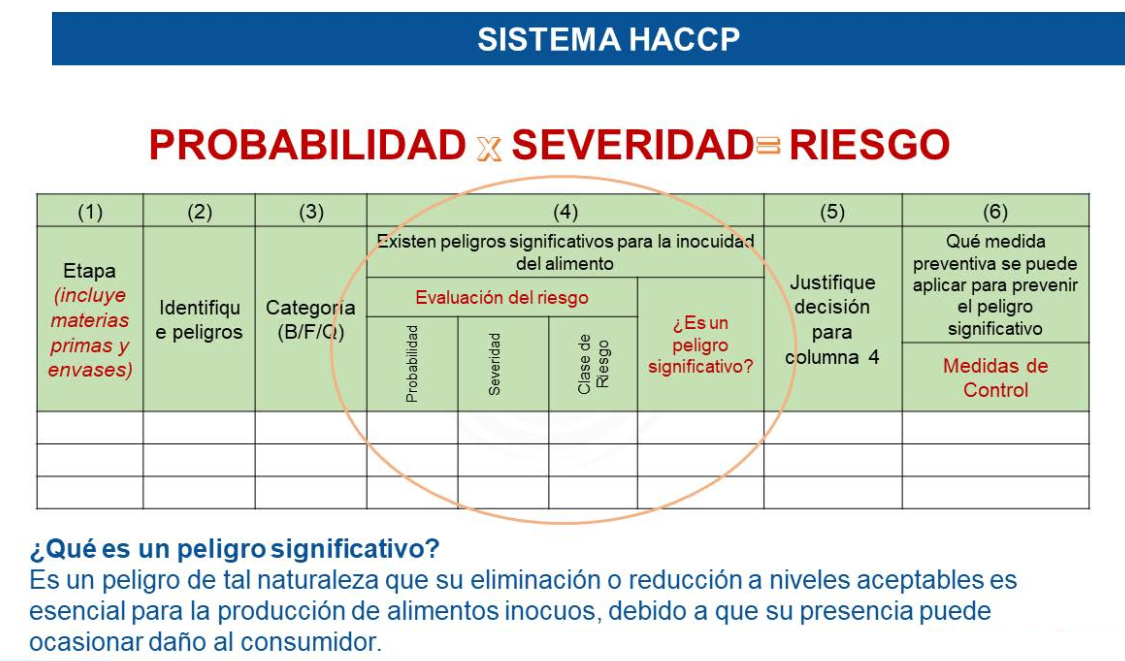 SISTEMA HACCP
PROBABILIDAD x SEVERIDAD= RIESGO
(1)
(2)
(3)
(4)
(5)
(6)
Etapa
(incluye
materias
primas y
envases)
Identifiqu
e peligros
Categoría
(B/F/Q)
Existen peligros significativos para la inocuidad
del alimento
Evaluación del riesgo
Probabilidad
Severidad
Clase de
Riesgo
¿Es un
peligro
significativo?
Justifique
decisión
para
columna 4
Qué medida
preventiva se puede
aplicar para prevenir
el peligro
significativo
Medidas de
Control
¿Qué es un peligro significativo?
Es un peligro de tal naturaleza que su eliminación o reducción a niveles aceptables es
esencial para la producción de alimentos inocuos, debido a que su presencia puede
ocasionar daño al consumidor.